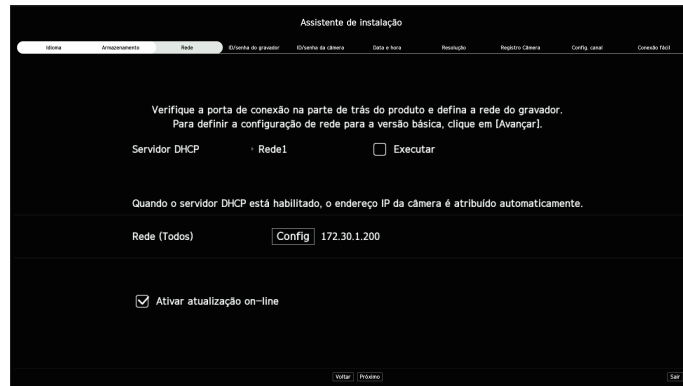 Assistente de instalação
Idioma Armazenamento Rede ID/senha do gravador ID/senha da câmera Data e hora Resolução Registro Câmera Config. canal Conexão fácil
Verifique a porta de conexão na parte de trás do produto e defina a rede do gravador.
Para definir a configuração de rede para a versão básica, clique em [Avançar].
Servidor DHCP Rede1 Executar
Quando o servidor DHCP está habilitado, o endereço IP da câmera é atribuído automaticamente.
Rede (Todos) Config 172.30.1.200
Ativar atualização on-line
Voltar Próximo Sair